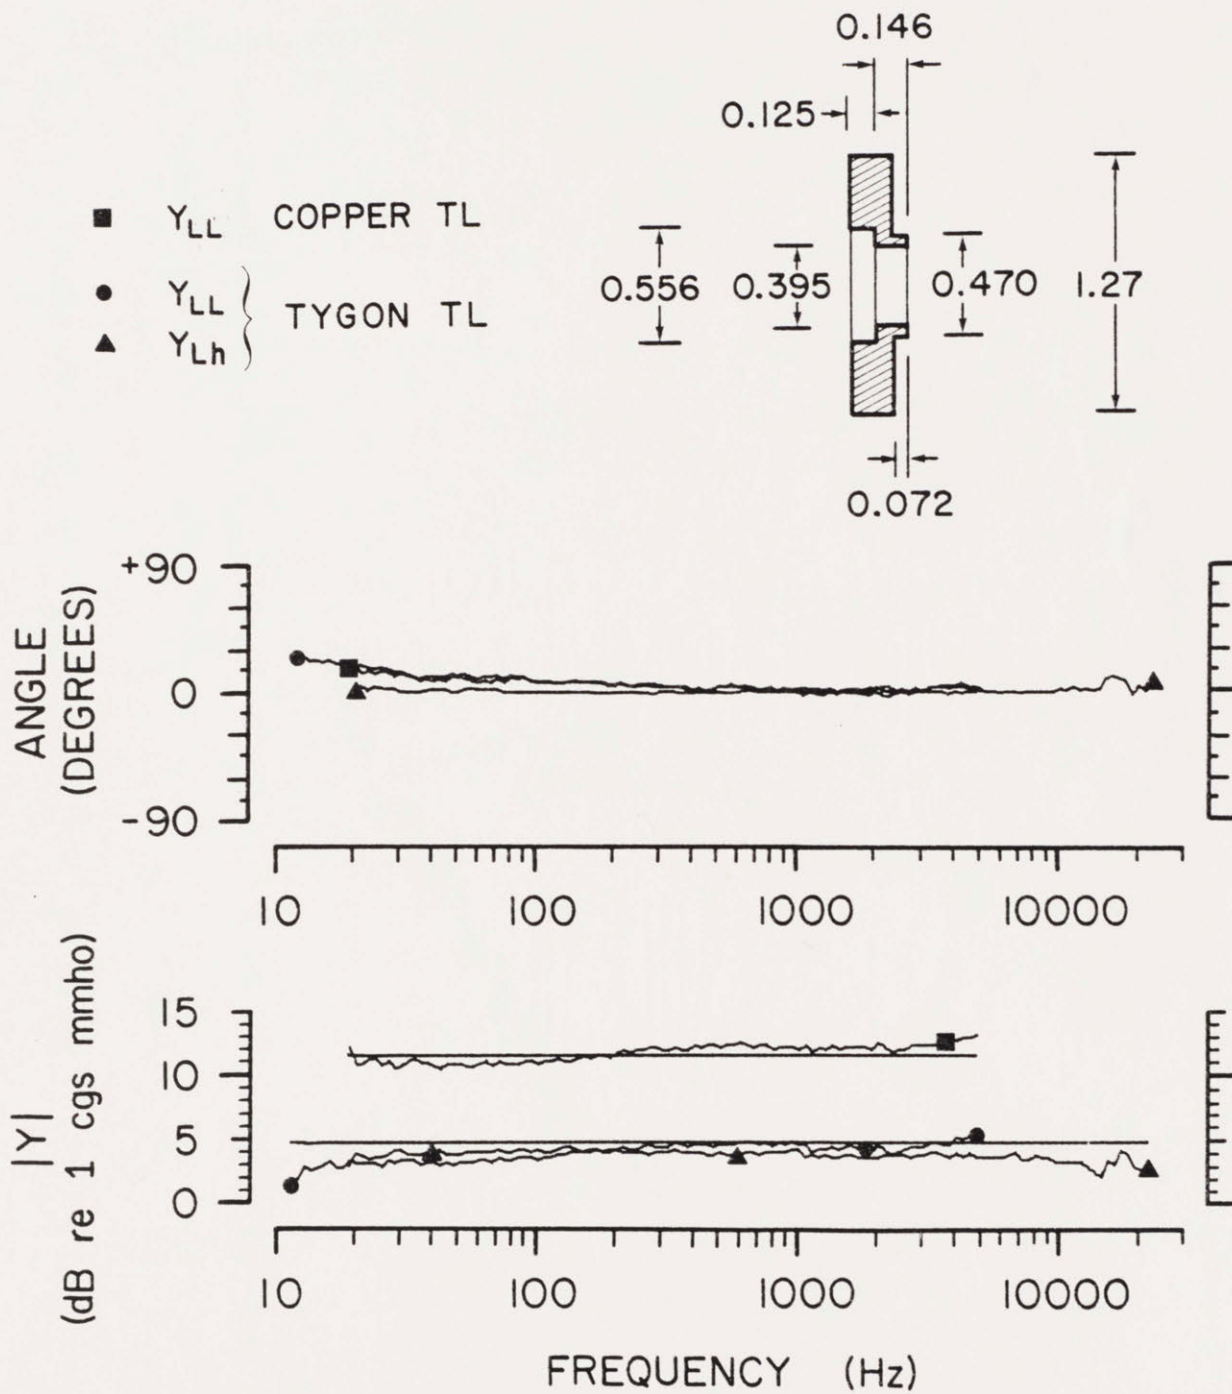 0.146
0.125
■ Y_LL COPPER TL
● Y_LL
▲ Y_Lh
TYGON TL
0.556 0.395 0.470 1.27
0.072
ANGLE
(DEGREES)
+90
0
-90
10 100 1000 10000
|Y|
(dB re 1 cgs mmho)
15
10
5
0
10 100 1000 10000
FREQUENCY (Hz)